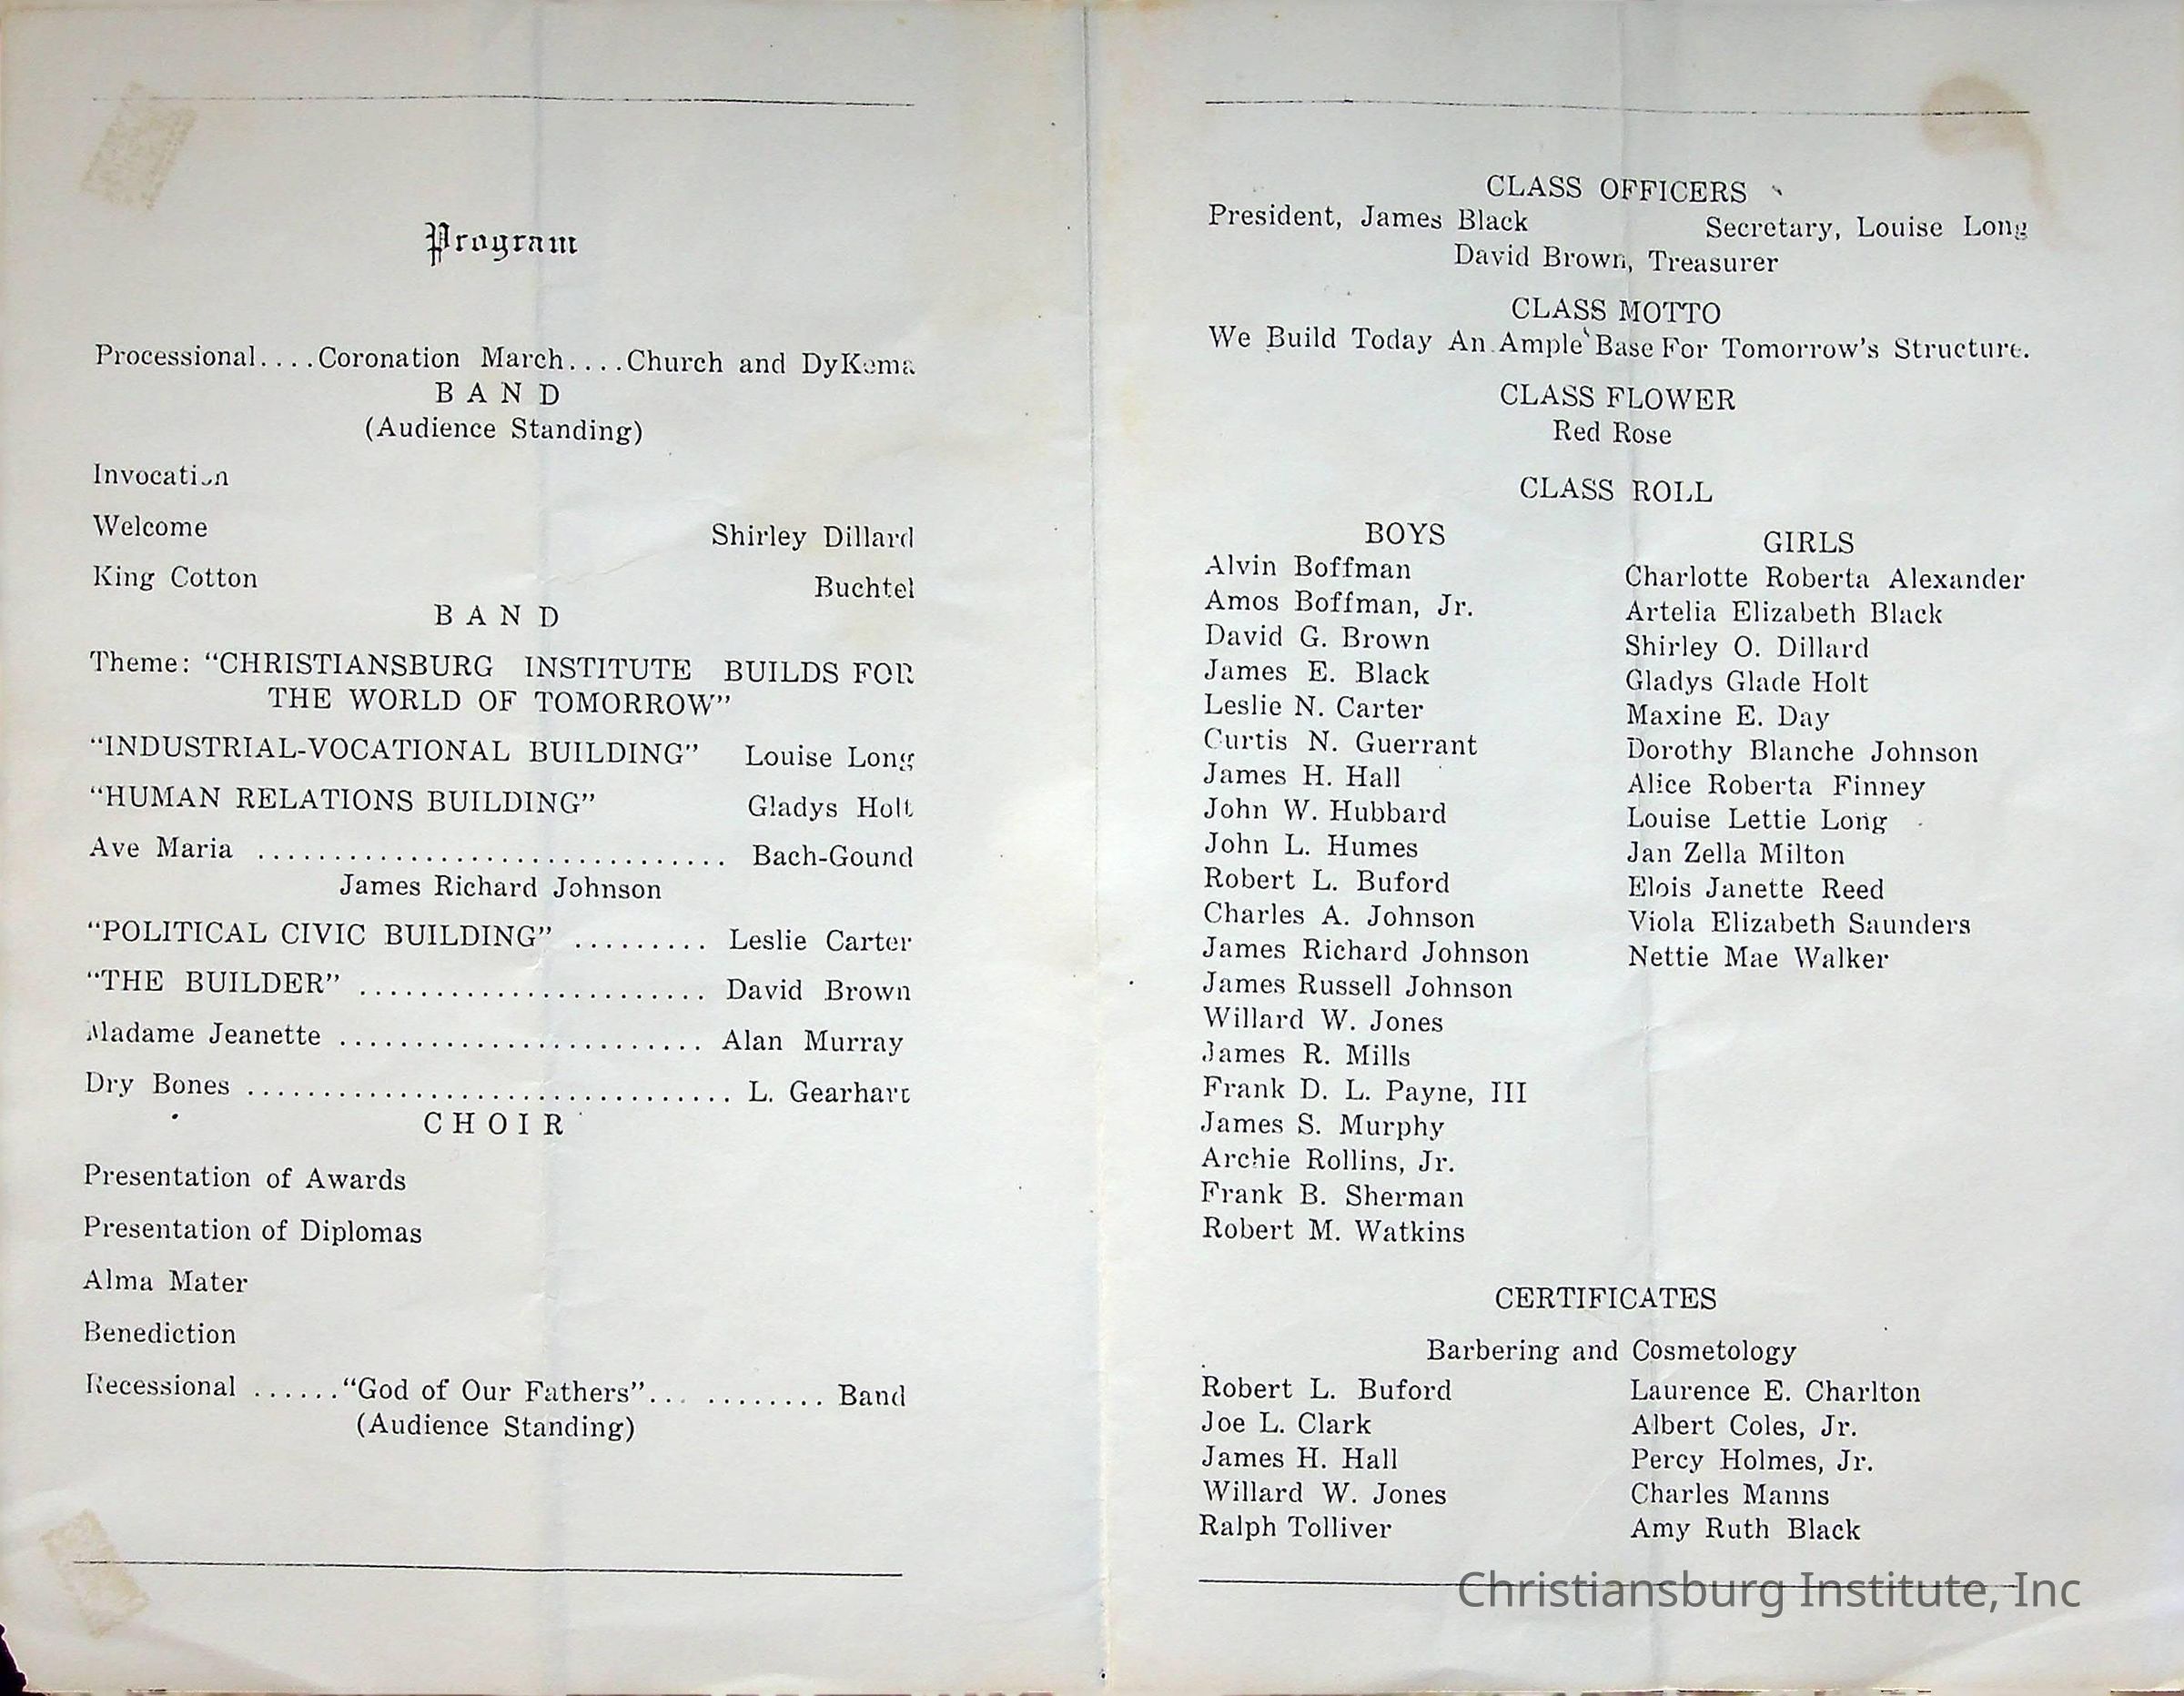 Program
Processional....Coronation March....Church and DyKema
B A N D
(Audience Standing)
Invocation
Welcome Shirley Dillard
King Cotton Buchtel
B A N D
Theme: "CHRISTIANSBURG INSTITUTE BUILDS FOR
THE WORLD OF TOMORROW"
"INDUSTRIAL-VOCATIONAL BUILDING" Louise Long
"HUMAN RELATIONS BUILDING" Gladys Holt
Ave Maria ............................... Bach-Gound
James Richard Johnson
"POLITICAL CIVIC BUILDING" ......... Leslie Carter
"THE BUILDER" ....................... David Brown
Madame Jeanette ........................ Alan Murray
Dry Bones ................................ L. Gearhart
C H O I R
Presentation of Awards
Presentation of Diplomas
Alma Mater
Benediction
Recessional ......"God of Our Fathers"... ........ Band
(Audience Standing)
CLASS OFFICERS
President, James Black Secretary, Louise Long
David Brown, Treasurer
CLASS MOTTO
We Build Today An Ample Base For Tomorrow's Structure.
CLASS FLOWER
Red Rose
CLASS ROLL
BOYS
Alvin Boffman
Amos Boffman, Jr.
David G. Brown
James E. Black
Leslie N. Carter
Curtis N. Guerrant
James H. Hall
John W. Hubbard
John L. Humes
Robert L. Buford
Charles A. Johnson
James Richard Johnson
James Russell Johnson
Willard W. Jones
James R. Mills
Frank D. L. Payne, III
James S. Murphy
Archie Rollins, Jr.
Frank B. Sherman
Robert M. Watkins
GIRLS
Charlotte Roberta Alexander
Artelia Elizabeth Black
Shirley O. Dillard
Gladys Glade Holt
Maxine E. Day
Dorothy Blanche Johnson
Alice Roberta Finney
Louise Lettie Long
Jan Zella Milton
Elois Janette Reed
Viola Elizabeth Saunders
Nettie Mae Walker
CERTIFICATES
Barbering and Cosmetology
Robert L. Buford
Joe L. Clark
James H. Hall
Willard W. Jones
Ralph Tolliver
Laurence E. Charlton
Albert Coles, Jr.
Percy Holmes, Jr.
Charles Manns
Amy Ruth Black
Christiansburg Institute, Inc